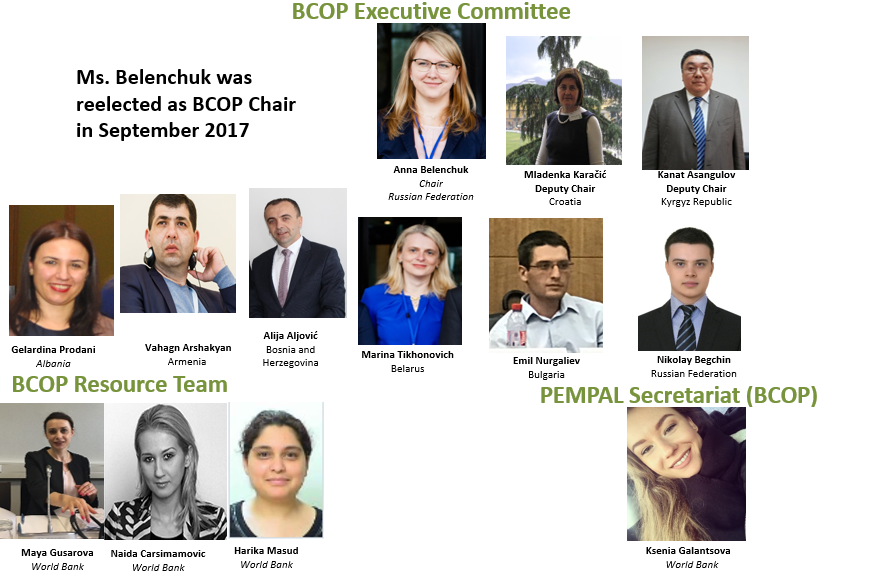 BCOP Executive Committee
Ms. Belenchuk was
reelected as BCOP Chair
in September 2017
Anna Belenchuk
Chair
Russian Federation
Mladenka Karačić
Deputy Chair
Croatia
Kanat Asangulov
Deputy Chair
Kyrgyz Republic
Gelardina Prodani
Albania
Vahagn Arshakyan
Armenia
Alija Aljović
Bosnia and
Herzegovina
Marina Tikhonovich
Belarus
Emil Nurgaliev
Bulgaria
Nikolay Begchin
Russian Federation
BCOP Resource Team
PEMPAL Secretariat (BCOP)
Maya Gusarova
World Bank
Naida Carsimamovic
World Bank
Harika Masud
World Bank
Ksenia Galantsova
World Bank